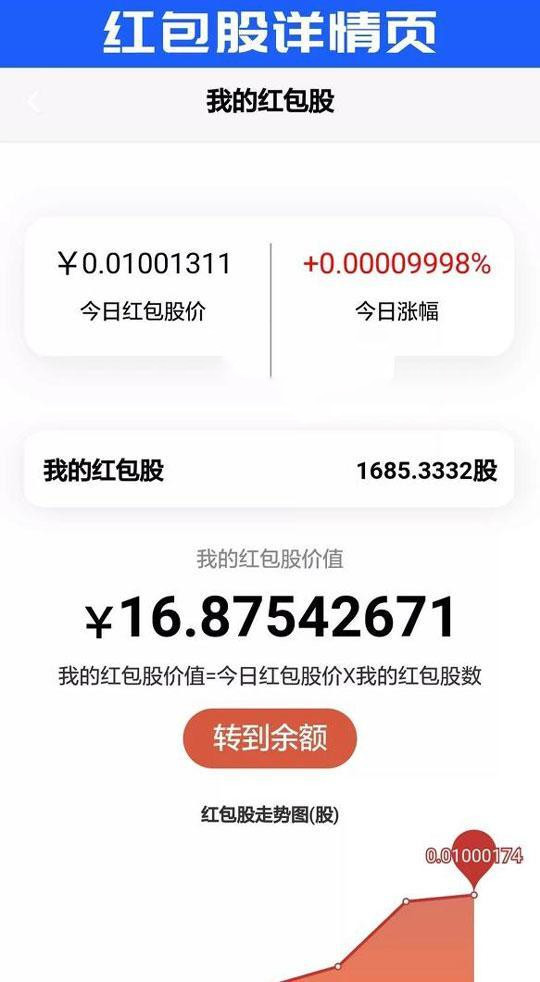 红包股详情页
我的红包股
￥0.01001311
+0.00009998%
今日红包股价
今日涨幅
我的红包股
1685.3332股
我的红包股价值
￥16.87542671
我的红包股价值=今日红包股价X我的红包股数
转到余额
红包股走势图(股)
0.01000174